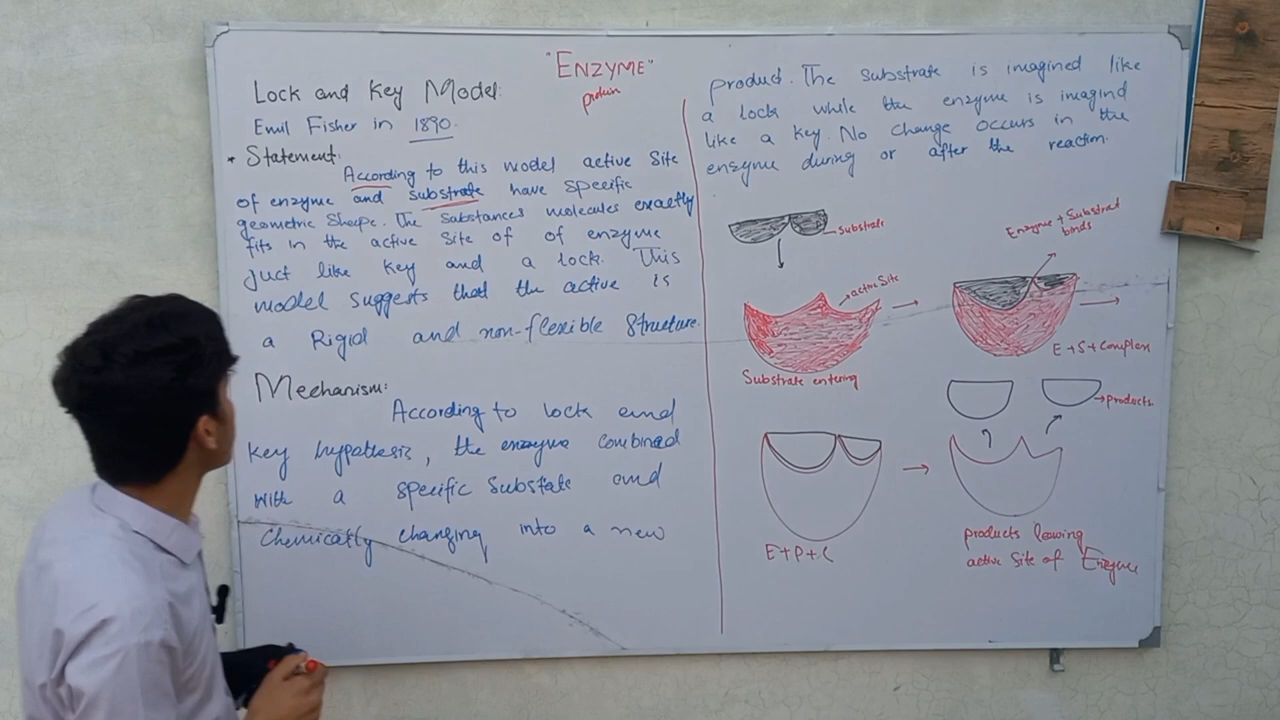 "ENZYME"
protein
Lock and Key Model:
Emil Fisher in 1890.
* Statement:
According to this model active Site
of enzyme and substrate have specific
geometric Shepe. The Sabstances molecules exactly
fits in the active Site of of enzyme
just like Key and a lock. This
model suggests that the active is
a Rigid and non-flexible Structure.
Mechanism:
According to lock and
key hypothesis, the enzyme combined
with a specific Substate and
Chemically changing into a new
product. The substrate is imagined like
a lock while the enzyme is imagind
like a key. No change occurs in the
enzyme during or after the reaction.
substrate
active Site
Substrate entering
Enzyme + Substrad
binds
E + S + Complex
products
E + P + C
products leaving
active Site of Enzyme